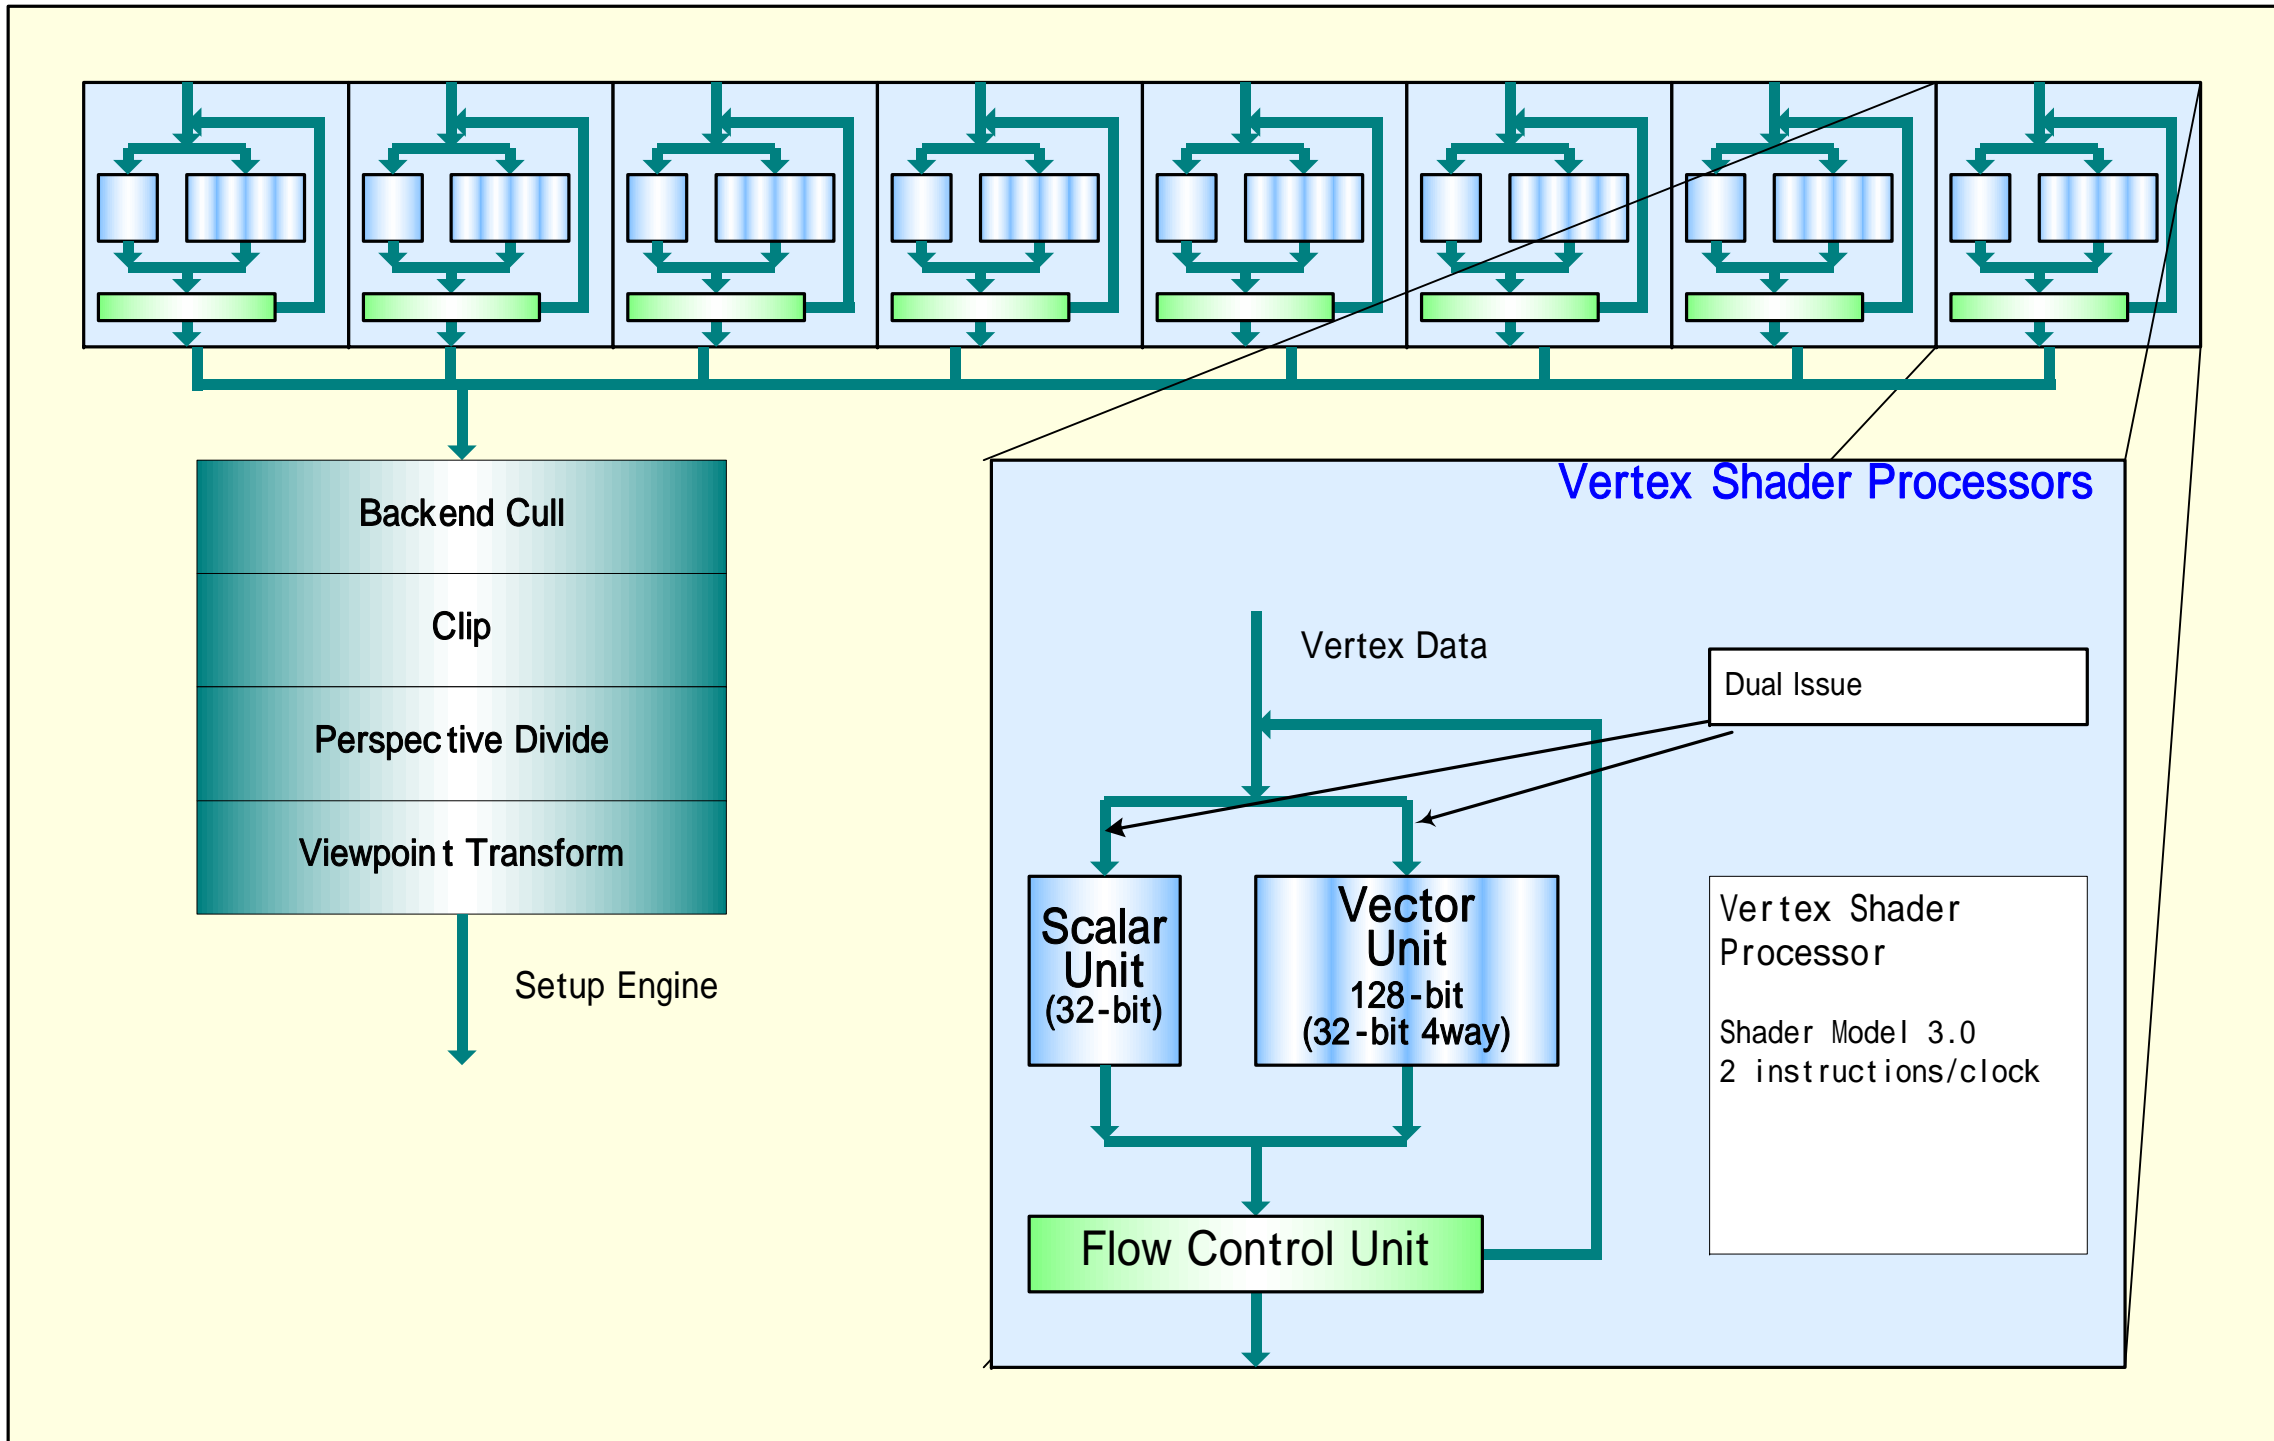 Vertex Shader Processors
Backend Cull
Clip
Perspective Divide
Viewpoint Transform
Setup Engine
Vertex Data
Dual Issue
Scalar
Unit
(32-bit)
Vector
Unit
128-bit
(32-bit 4way)
Flow Control Unit
Vertex Shader
Processor
Shader Model 3.0
2 instructions/clock